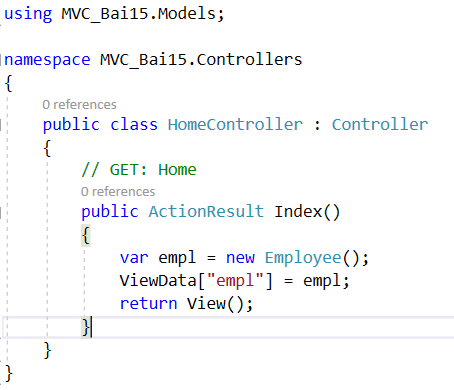 using MVC_Bai15.Models;
namespace MVC_Bai15.Controllers
{
0 references
public class HomeController : Controller
{
// GET: Home
0 references
public ActionResult Index()
{
var empl = new Employee();
ViewData["empl"] = empl;
return View();
}
}
}